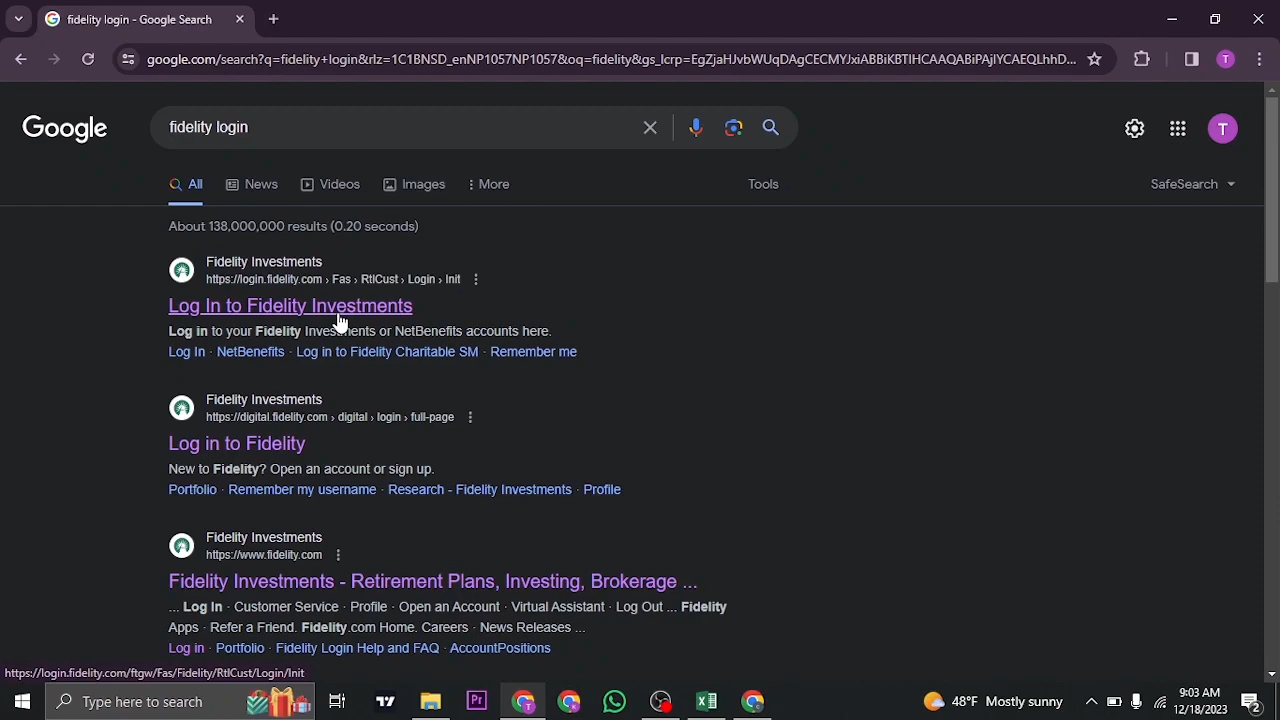 fidelity login - Google Search
google.com/search?q=fidelity+login&rlz=1C1BNSD_enNP1057NP1057&oq=fidelity&gs_lcrp=EgZjaHJvbWUqDAgCECMYJxiABBiKBTIHCAAQABiPAjIYCAEQLhhD...
T
Google
fidelity login
T
All
News
Videos
Images
More
Tools
SafeSearch
About 138,000,000 results (0.20 seconds)
Fidelity Investments
https://login.fidelity.com › Fas › RtlCust › Login › Init
Log In to Fidelity Investments
Log in to your Fidelity Investments or NetBenefits accounts here.
Log In · NetBenefits · Log in to Fidelity Charitable SM · Remember me
Fidelity Investments
https://digital.fidelity.com › digital › login › full-page
Log in to Fidelity
New to Fidelity? Open an account or sign up.
Portfolio · Remember my username · Research - Fidelity Investments · Profile
Fidelity Investments
https://www.fidelity.com
Fidelity Investments - Retirement Plans, Investing, Brokerage ...
... Log In · Customer Service · Profile · Open an Account · Virtual Assistant · Log Out ... Fidelity
Apps · Refer a Friend. Fidelity.com Home. Careers · News Releases ...
Log in · Portfolio · Fidelity Login Help and FAQ · AccountPositions
https://login.fidelity.com/ftgw/Fas/Fidelity/RtlCust/Login/Init
Type here to search
Pr
48°F Mostly sunny
9:03 AM
12/18/2023
2